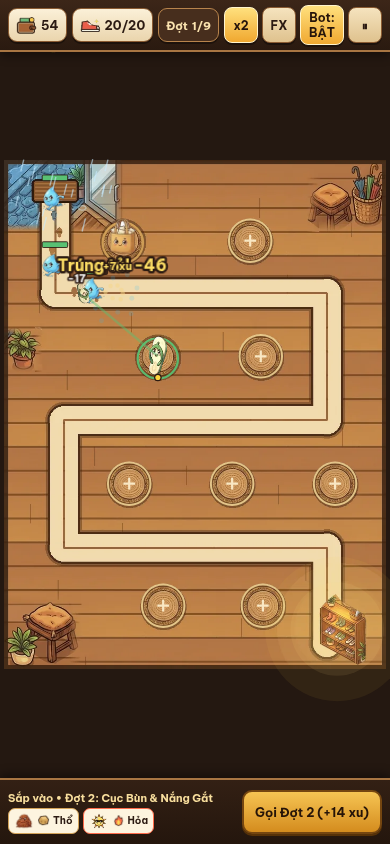 54
20/20
Đợt 1/9
x2
FX
Bot:
BẬT
-46
-17
Sắp vào • Đợt 2: Cục Bùn & Nắng Gắt
Thổ
Hỏa
Gọi Đợt 2 (+14 xu)